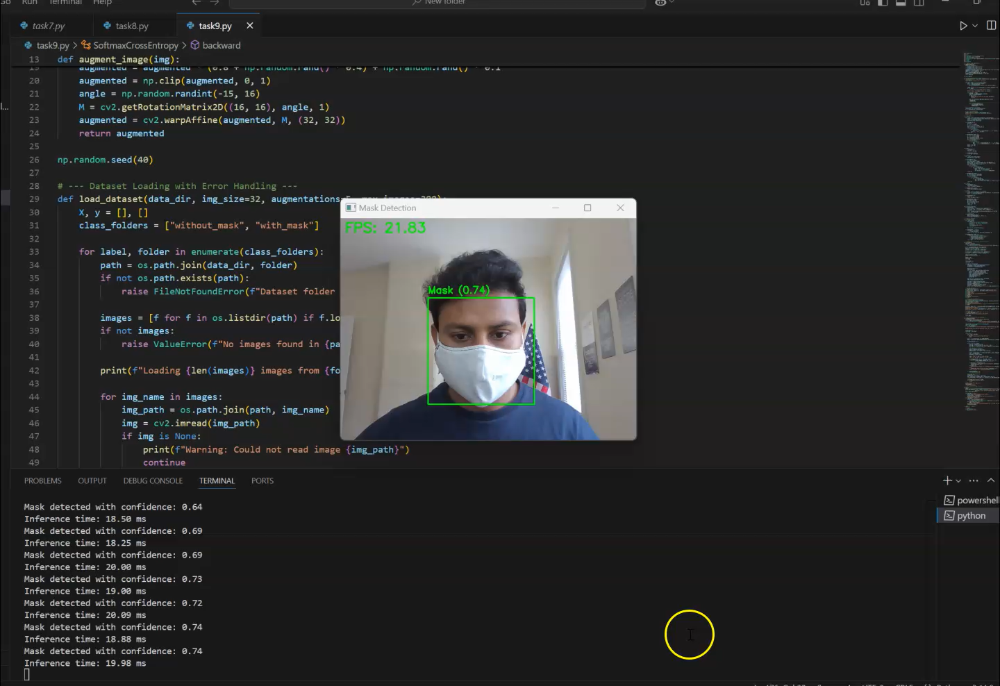 Go Run Terminal Help New folder
task7.py task8.py task9.py
task9.py > SoftmaxCrossEntropy > backward
13 def augment_image(img):
19 augmented = augmented * (0.8 + np.random.rand() * 0.4) + np.random.rand() * 0.1
20 augmented = np.clip(augmented, 0, 1)
21 angle = np.random.randint(-15, 16)
22 M = cv2.getRotationMatrix2D((16, 16), angle, 1)
23 augmented = cv2.warpAffine(augmented, M, (32, 32))
24 return augmented
25
26 np.random.seed(40)
27
28 # --- Dataset Loading with Error Handling ---
29 def load_dataset(data_dir, img_size=32, augmentations=
30 X, y = [], []
31 class_folders = ["without_mask", "with_mask"]
32
33 for label, folder in enumerate(class_folders):
34 path = os.path.join(data_dir, folder)
35 if not os.path.exists(path):
36 raise FileNotFoundError(f"Dataset folder
37
38 images = [f for f in os.listdir(path) if f.lo
39 if not images:
40 raise ValueError(f"No images found in {pa
41
42 print(f"Loading {len(images)} images from {fo
43
44 for img_name in images:
45 img_path = os.path.join(path, img_name)
46 img = cv2.imread(img_path)
47 if img is None:
48 print(f"Warning: Could not read image {img_path}")
49 continue
Mask Detection
FPS: 21.83
Mask (0.74)
PROBLEMS OUTPUT DEBUG CONSOLE TERMINAL PORTS
powershell
python
Mask detected with confidence: 0.64
Inference time: 18.50 ms
Mask detected with confidence: 0.69
Inference time: 18.25 ms
Mask detected with confidence: 0.69
Inference time: 20.00 ms
Mask detected with confidence: 0.73
Inference time: 19.00 ms
Mask detected with confidence: 0.72
Inference time: 20.09 ms
Mask detected with confidence: 0.74
Inference time: 18.88 ms
Mask detected with confidence: 0.74
Inference time: 19.98 ms